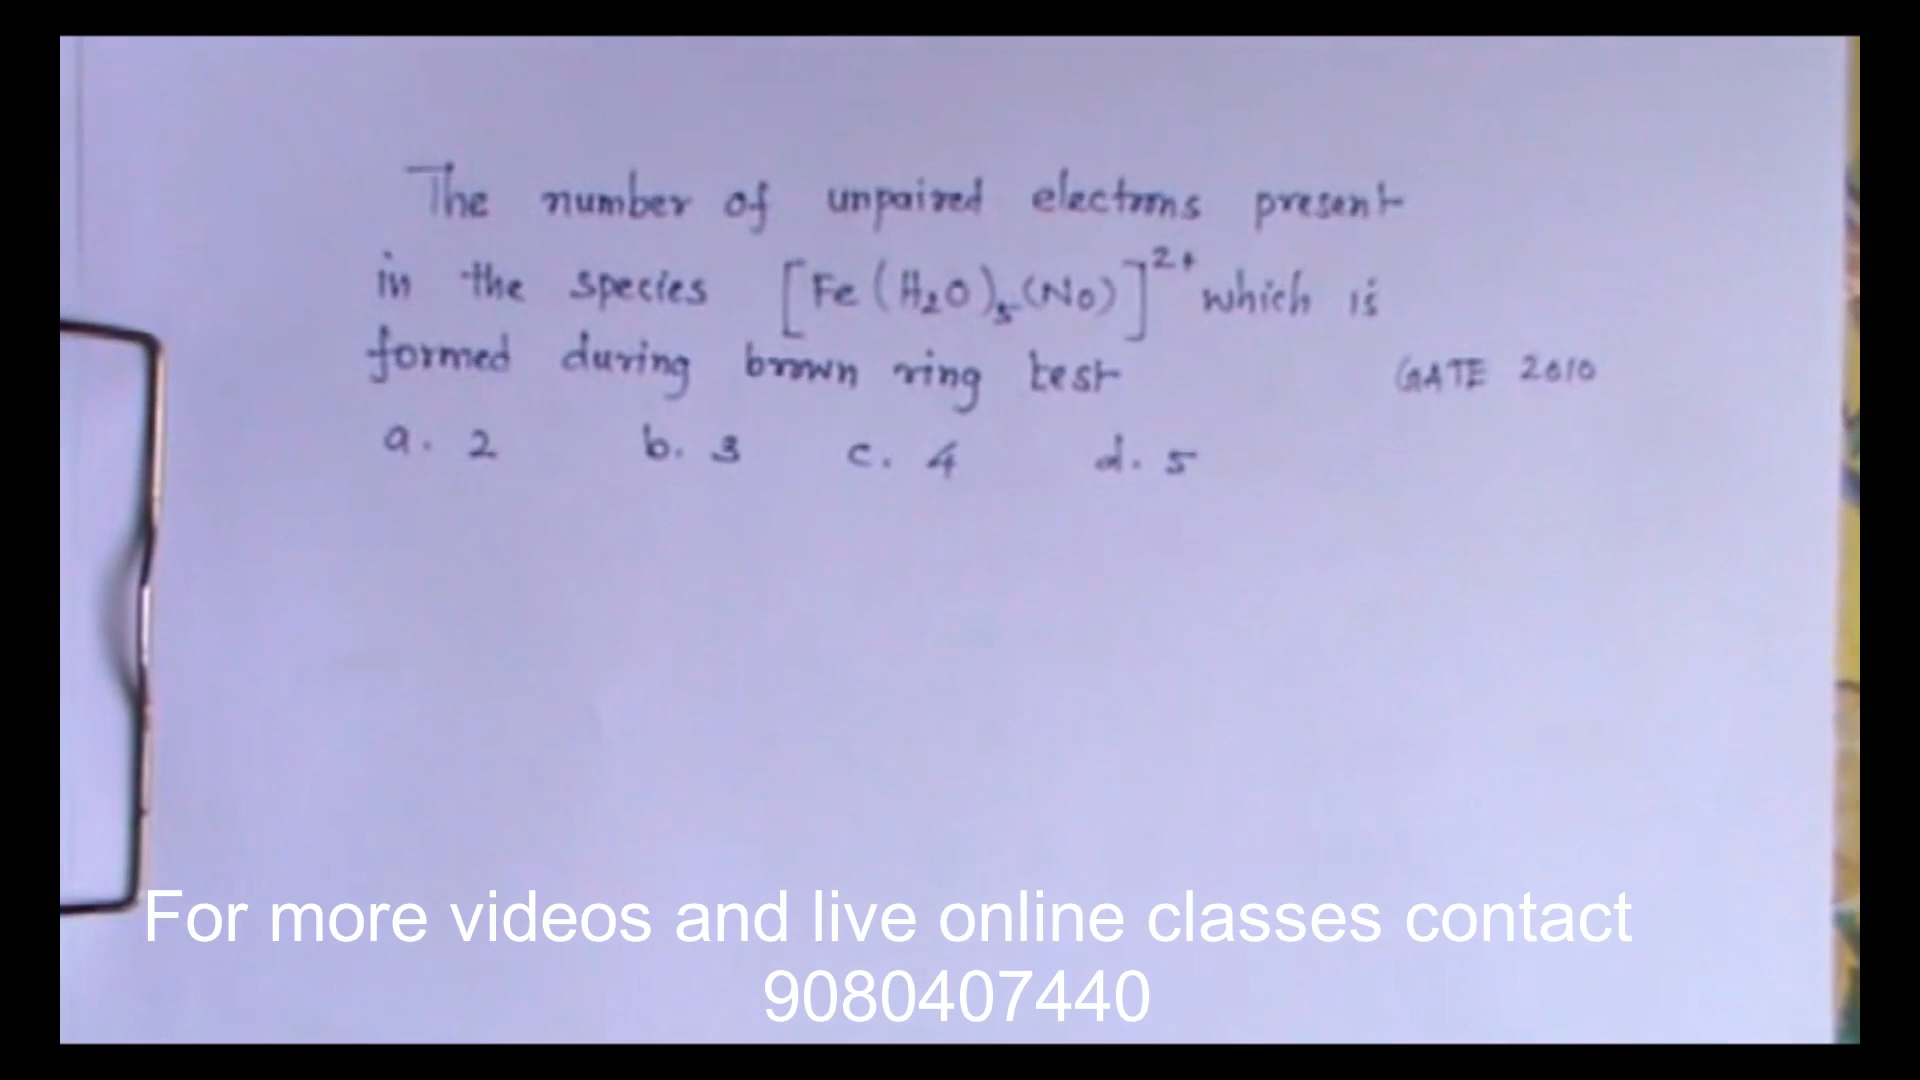 The number of unpaired electrons present
in the species [Fe(H₂O)₅(No)]²⁺ which is
formed during brown ring test
GATE 2010
a. 2 b. 3 c. 4 d. 5
For more videos and live online classes contact
9080407440